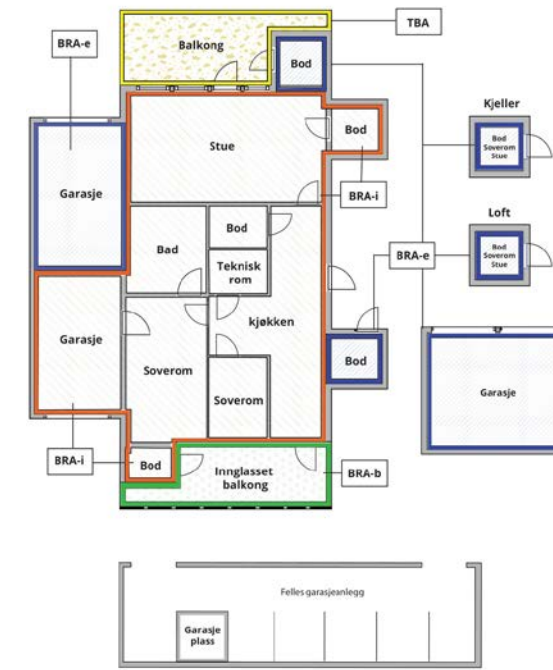 TBA
Balkong
BRA-e
Bod
Kjeller
Stue
Bod
Bod
Soverom
Stue
Garasje
BRA-i
Loft
Bad
Bod
Bod
Soverom
Stue
BRA-e
Teknisk
rom
Garasje
kjøkken
Soverom
Bod
Soverom
Garasje
BRA-i
Bod
Innglasset
balkong
BRA-b
Felles garasjeanlegg
Garasje
plass